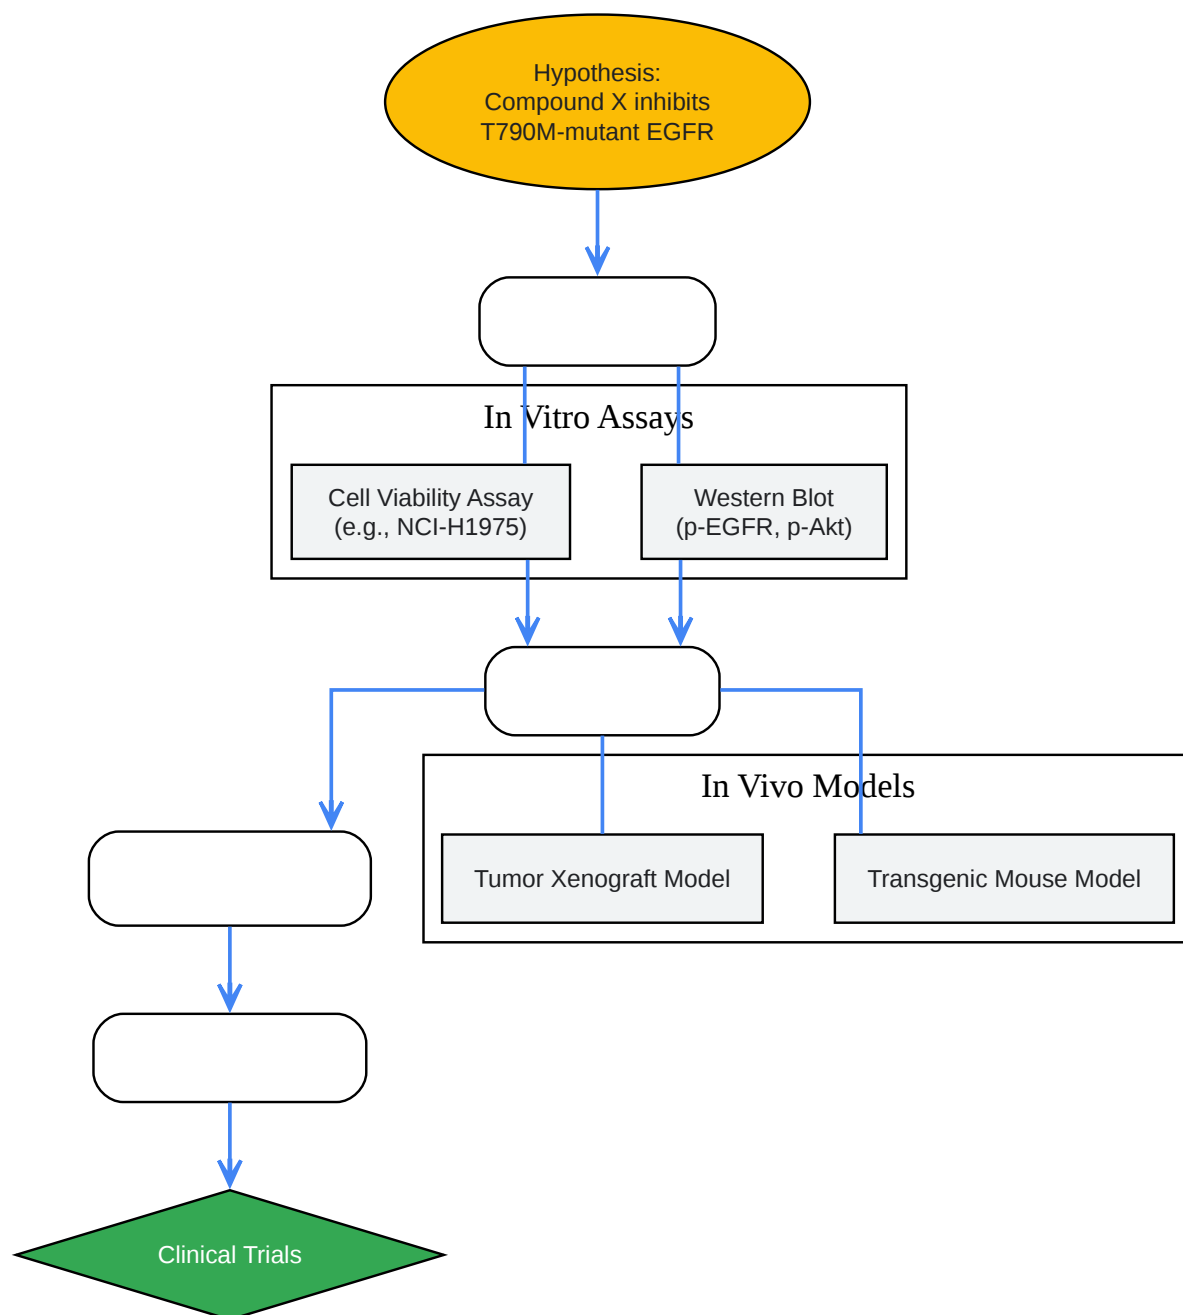 Hypothesis:
Compound X inhibits
T790M-mutant EGFR
In Vitro Assays
Cell Viability Assay
(e.g., NCI-H1975)
Western Blot
(p-EGFR, p-Akt)
In Vivo Models
Tumor Xenograft Model
Transgenic Mouse Model
Clinical Trials